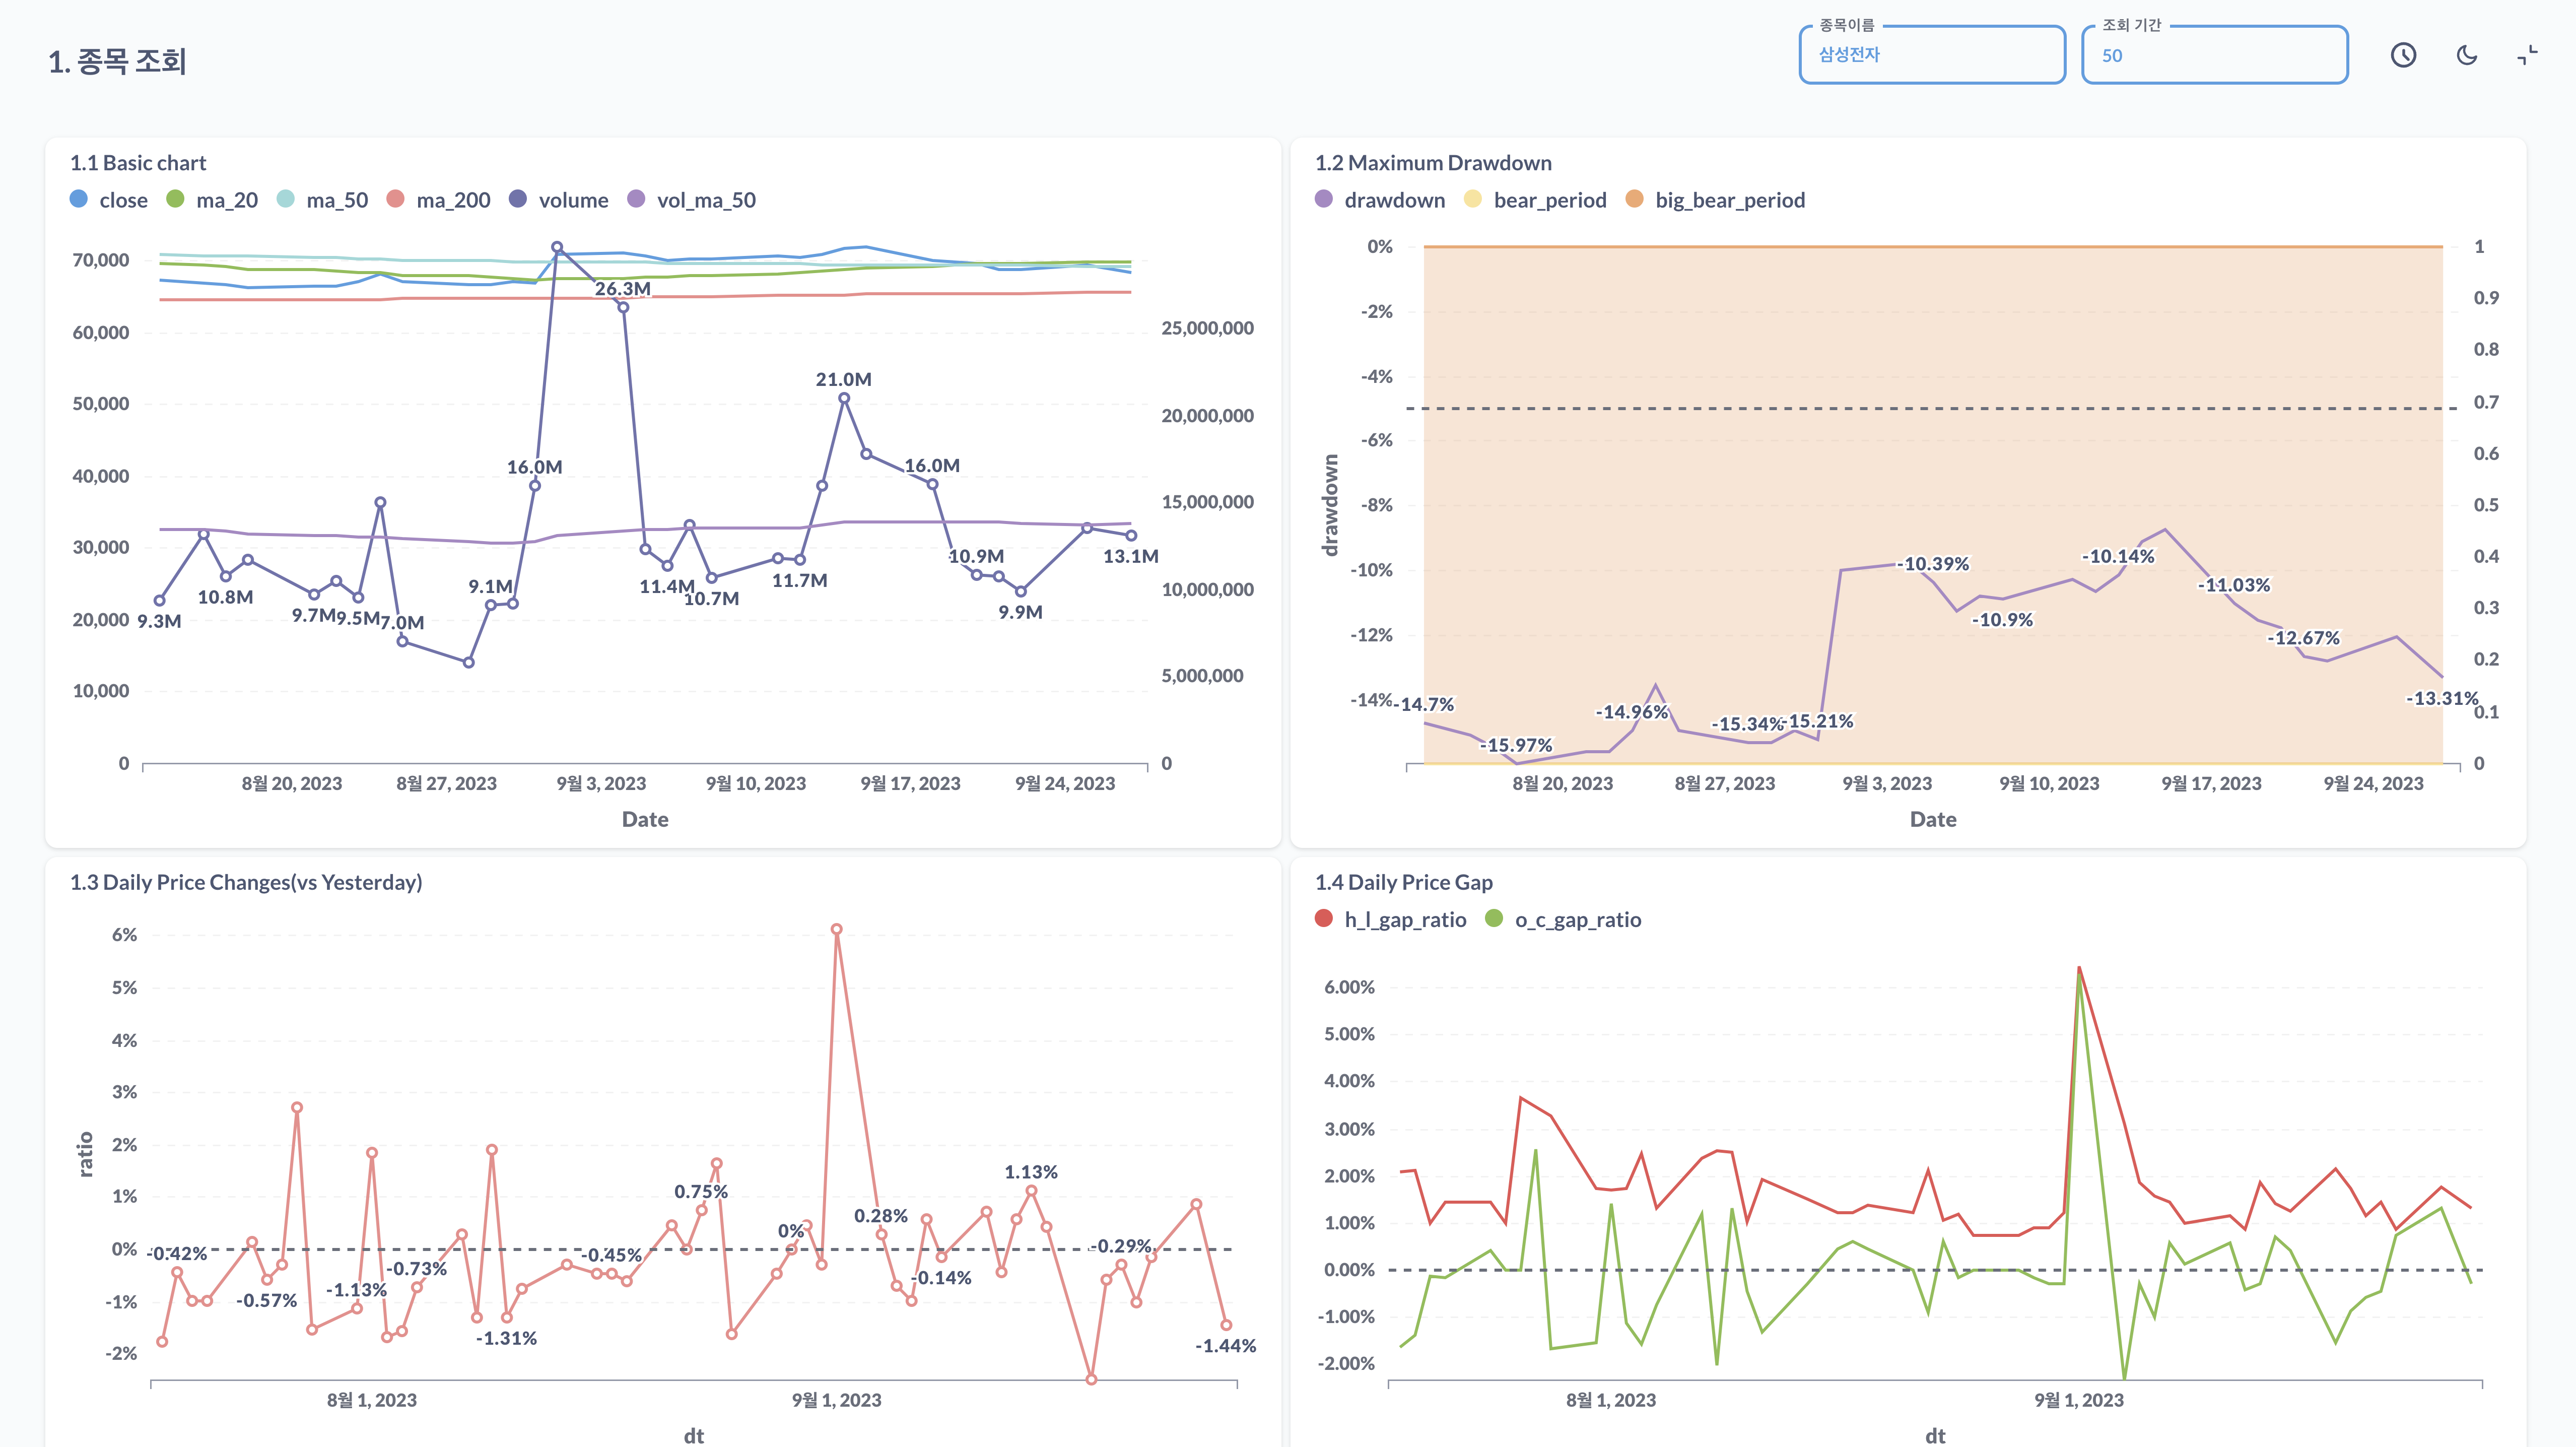 1. 종목 조회
종목이름
삼성전자
조회 기간
50
1.1 Basic chart
close ma_20 ma_50 ma_200 volume vol_ma_50
70,000
60,000
50,000
40,000
30,000
20,000
10,000
0
25,000,000
20,000,000
15,000,000
10,000,000
5,000,000
0
9.3M 10.8M 9.7M 9.5M 7.0M 9.1M 16.0M 26.3M 11.4M 10.7M 11.7M 21.0M 16.0M 10.9M 9.9M 13.1M
8월 20, 2023 8월 27, 2023 9월 3, 2023 9월 10, 2023 9월 17, 2023 9월 24, 2023
Date
1.2 Maximum Drawdown
drawdown bear_period big_bear_period
drawdown
0%
-2%
-4%
-6%
-8%
-10%
-12%
-14%
1
0.9
0.8
0.7
0.6
0.5
0.4
0.3
0.2
0.1
0
-14.7% -15.97% -14.96% -15.34% -15.21% -10.39% -10.9% -10.14% -11.03% -12.67% -13.31%
8월 20, 2023 8월 27, 2023 9월 3, 2023 9월 10, 2023 9월 17, 2023 9월 24, 2023
Date
1.3 Daily Price Changes(vs Yesterday)
ratio
6%
5%
4%
3%
2%
1%
0%
-1%
-2%
-0.42% -0.57% -1.13% -0.73% -1.31% -0.45% 0.75% 0% 0.28% -0.14% 1.13% -0.29% -1.44%
8월 1, 2023 9월 1, 2023
dt
1.4 Daily Price Gap
h_l_gap_ratio o_c_gap_ratio
6.00%
5.00%
4.00%
3.00%
2.00%
1.00%
0.00%
-1.00%
-2.00%
8월 1, 2023 9월 1, 2023
dt